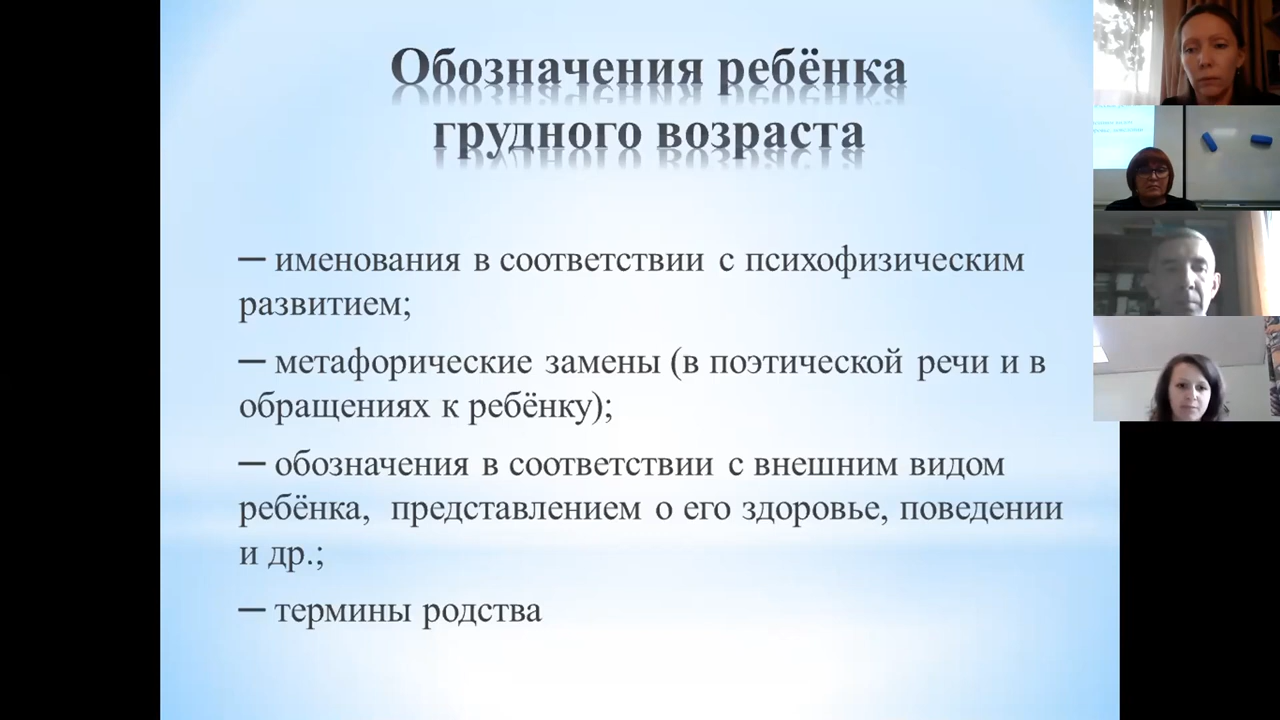 Обозначения ребёнка
грудного возраста
─ именования в соответствии с психофизическим
развитием;
─ метафорические замены (в поэтической речи и в
обращениях к ребёнку);
─ обозначения в соответствии с внешним видом
ребёнка, представлением о его здоровье, поведении
и др.;
─ термины родства